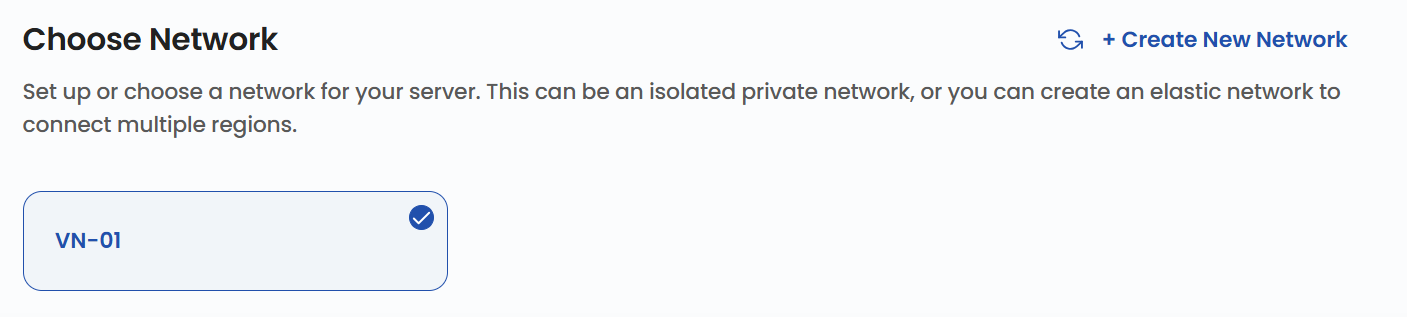 Choose Network
+ Create New Network
Set up or choose a network for your server. This can be an isolated private network, or you can create an elastic network to
connect multiple regions.
VN-01